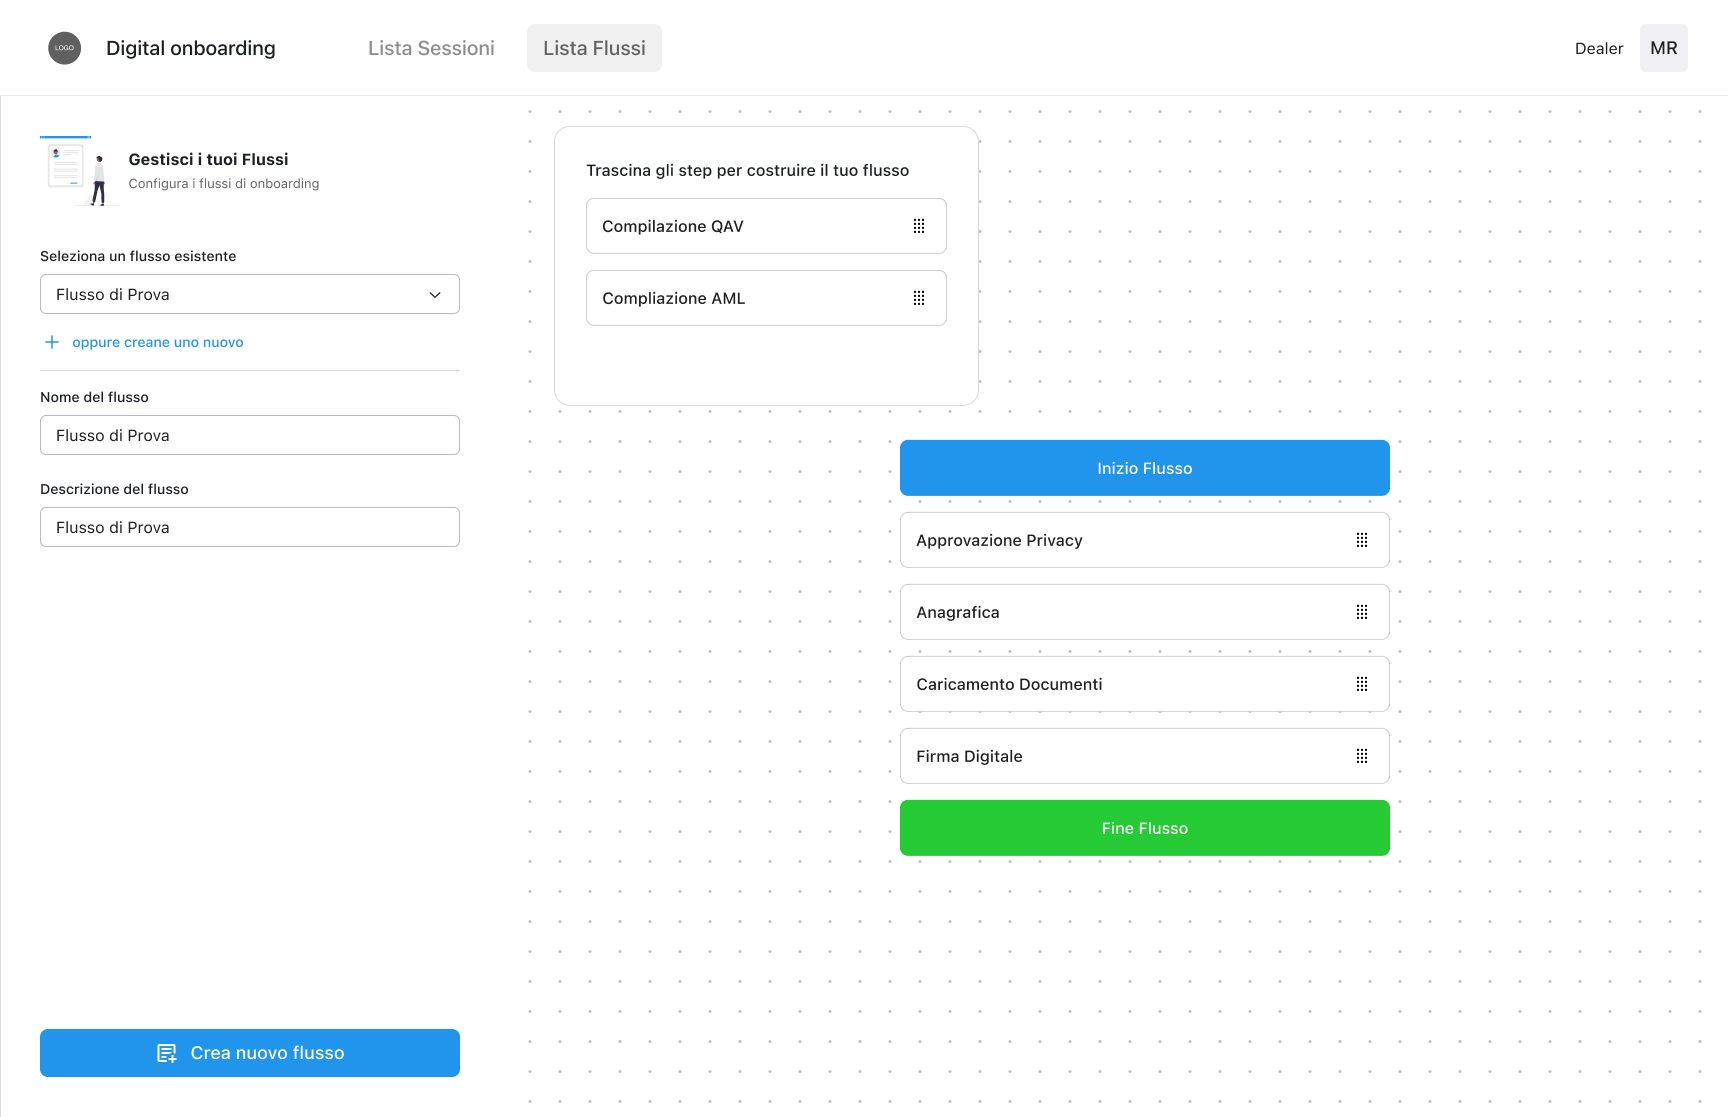 LOGO
Digital onboarding
Lista Sessioni
Lista Flussi
Dealer
MR
Gestisci i tuoi Flussi
Configura i flussi di onboarding
Seleziona un flusso esistente
Flusso di Prova
oppure creane uno nuovo
Nome del flusso
Flusso di Prova
Descrizione del flusso
Flusso di Prova
Crea nuovo flusso
Trascina gli step per costruire il tuo flusso
Compilazione QAV
Compliazione AML
Inizio Flusso
Approvazione Privacy
Anagrafica
Caricamento Documenti
Firma Digitale
Fine Flusso